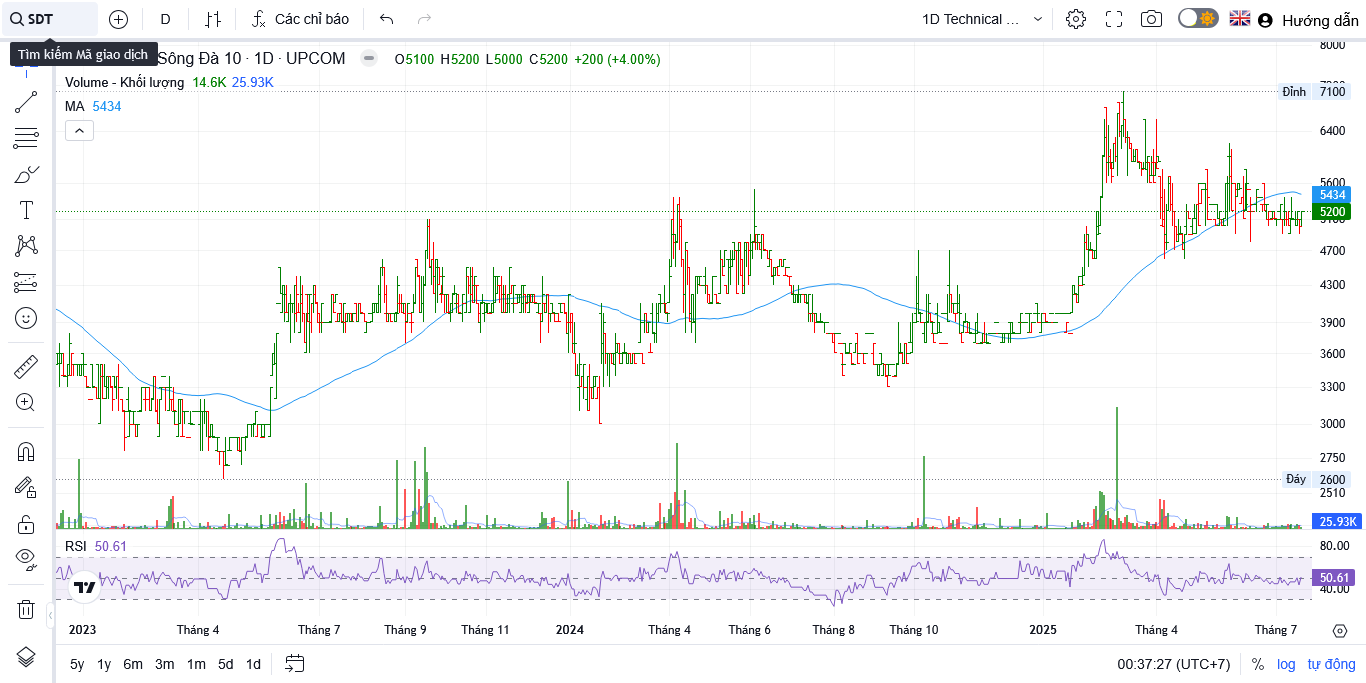 SDT
D
Các chỉ báo
1D Technical ...
Hướng dẫn
Tìm kiếm Mã giao dịch
Sông Đà 10 · 1D · UPCOM
O5100 H5200 L5000 C5200 +200 (+4.00%)
Volume - Khối lượng 14.6K 25.93K
MA 5434
8000
Đỉnh 7100
6400
5600
5434
5200
4700
4300
3900
3600
3300
3000
2750
Đáy 2600
2510
25.93K
RSI 50.61
80.00
50.61
40.00
2023 Tháng 4 Tháng 7 Tháng 9 Tháng 11 2024 Tháng 4 Tháng 6 Tháng 8 Tháng 10 2025 Tháng 4 Tháng 7
5y 1y 6m 3m 1m 5d 1d
00:37:27 (UTC+7) % log tự động